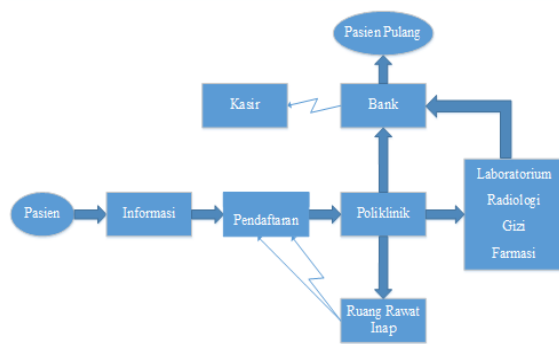 Pasien Pulang
Kasir
Bank
Laboratorium
Radiologi
Gizi
Farmasi
Pasien
Informasi
Pendaftaran
Poliklinik
Ruang Rawat
Inap